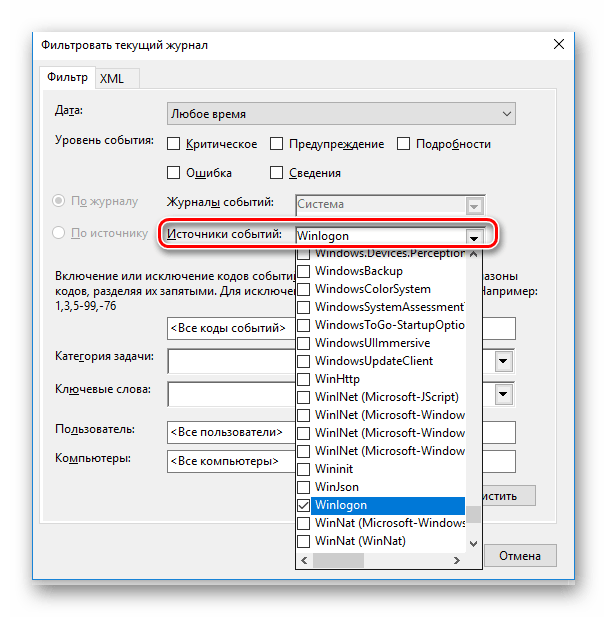 Фильтровать текущий журнал
Фильтр
XML
Дата:
Любое время
Уровень события:
Критическое
Предупреждение
Подробности
Ошибка
Сведения
По журналу
Журналы событий:
Система
По источнику
Источники событий:
Winlogon
Windows.Devices.Perception
WindowsBackup
WindowsColorSystem
WindowsSystemAssessment
WindowsToGo-StartupOptio
WindowsUIImmersive
WindowsUpdateClient
WinHttp
WinINet (Microsoft-JScript)
WinINet (Microsoft-Window
WinINet (Microsoft-Window
WinINet (Microsoft-Window
Wininit
WinJson
Winlogon
WinNat (Microsoft-Windows
WinNat (WinNat)
Включение или исключение кодов событи
азоны
кодов, разделяя их запятыми. Для исключе
Например:
1,3,5-99,-76
<Все коды событий>
Категория задачи:
Ключевые слова:
Пользователь:
<Все пользователи>
Компьютеры:
<Все компьютеры>
истить
Отмена